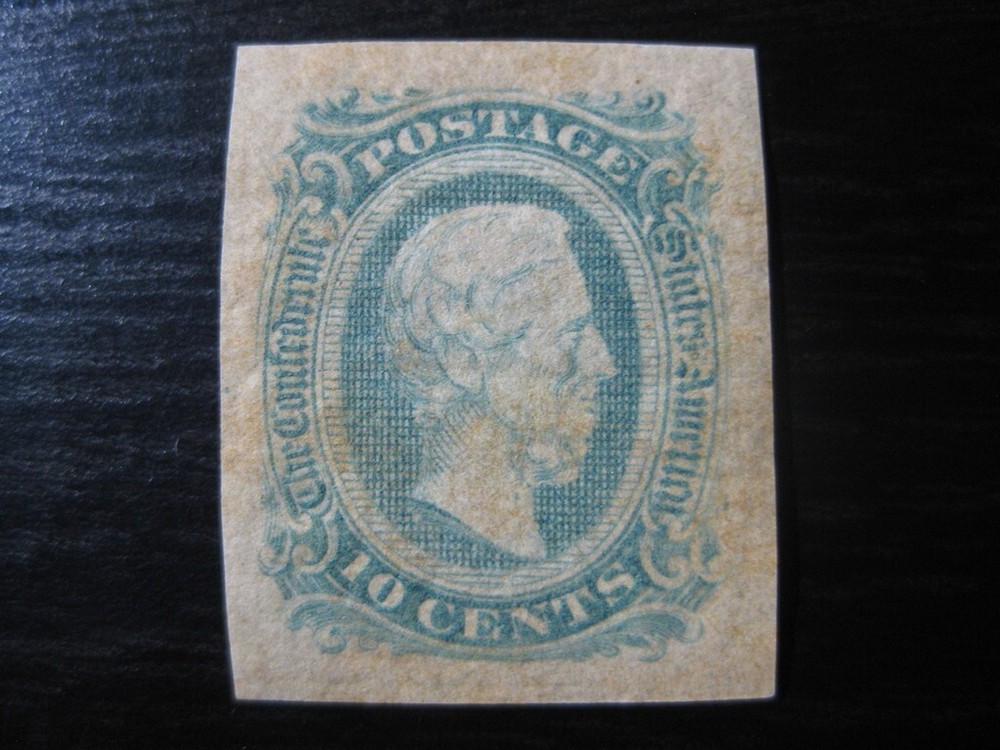 POSTAGE
The Confederate
States America
10 CENTS